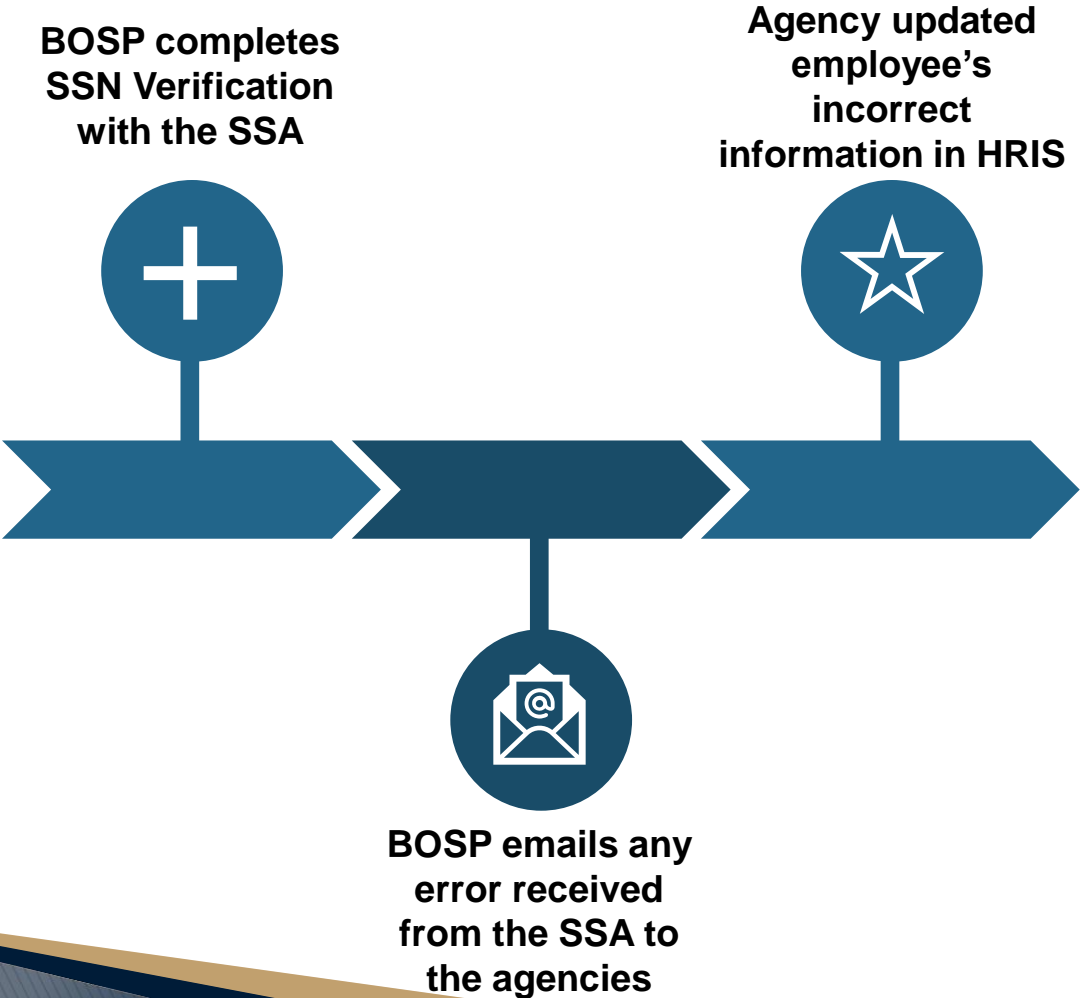 BOSP completes
SSN Verification
with the SSA
Agency updated
employee's
incorrect
information in HRIS
@
BOSP emails any
error received
from the SSA to
the agencies